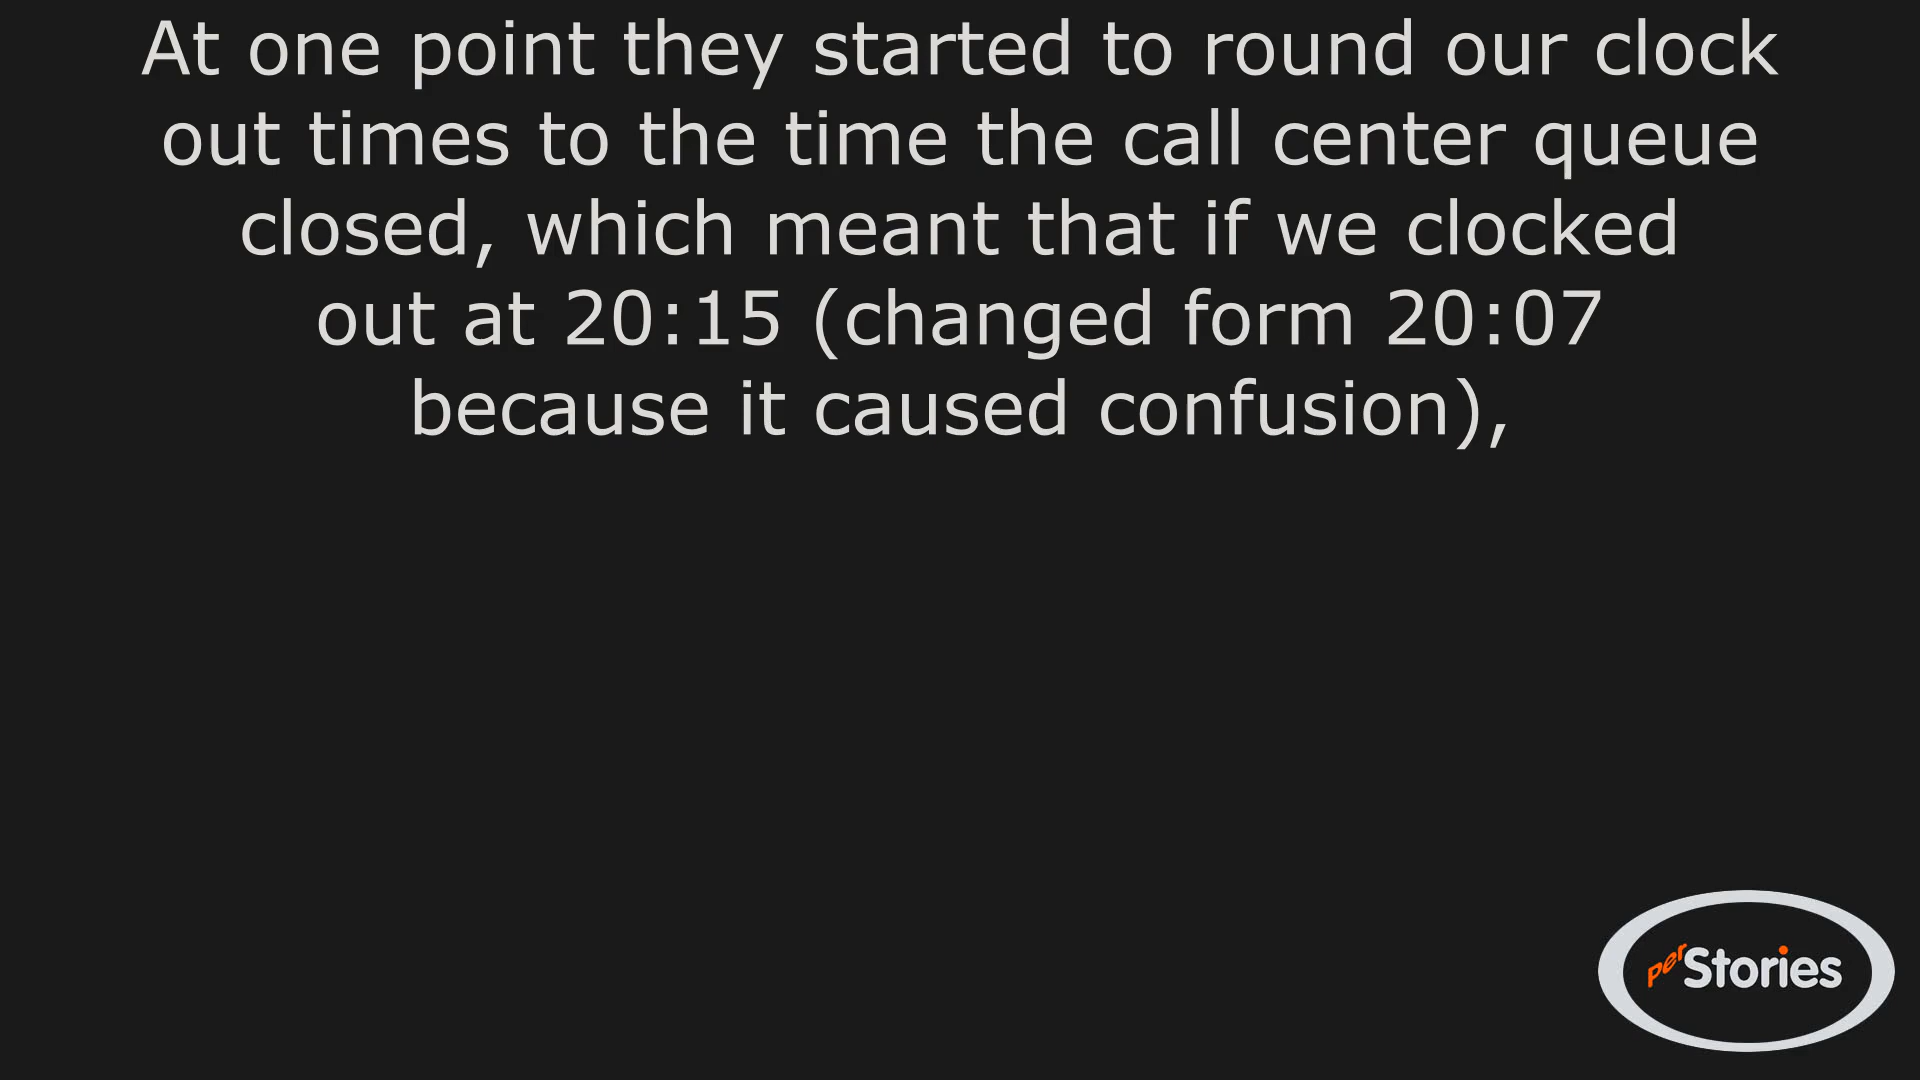 At one point they started to round our clock
out times to the time the call center queue
closed, which meant that if we clocked
out at 20:15 (changed form 20:07
because it caused confusion),
perStories